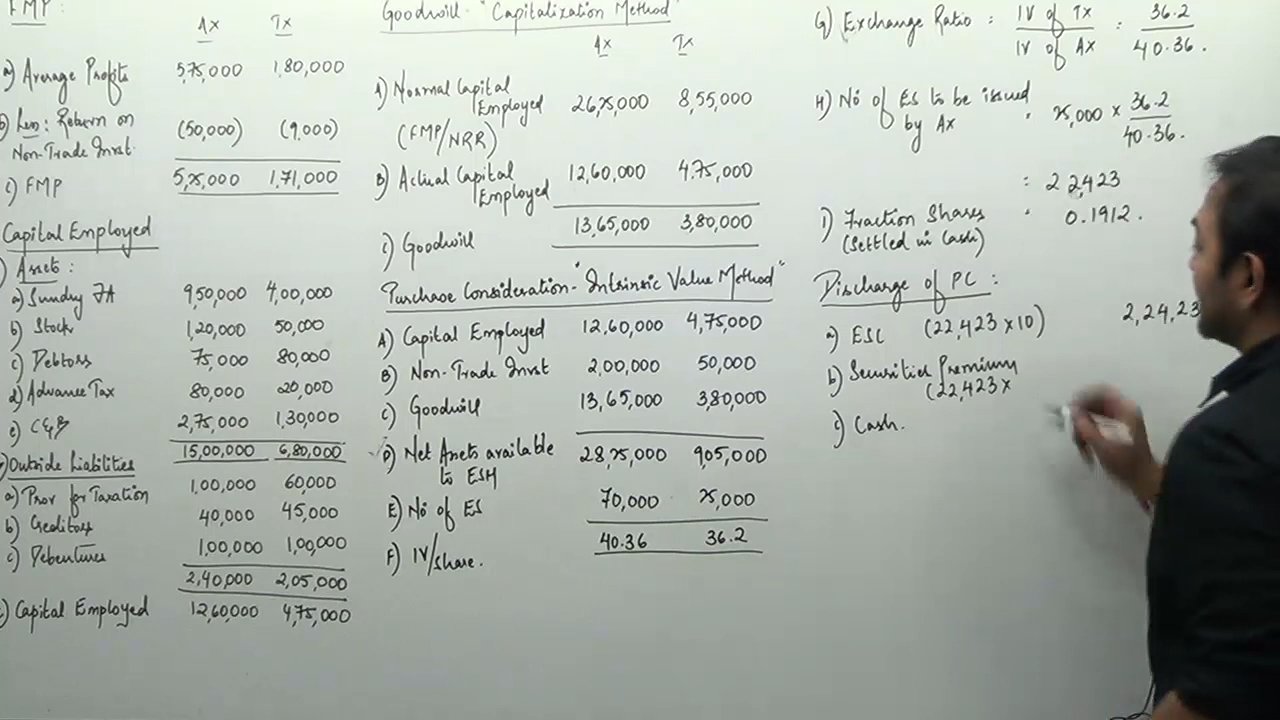 FMP:
Ax Tx
a) Average Profits 5,75,000 1,80,000
b) Less: Return on (50,000) (9,000)
Non-Trade Invst.
c) FMP 5,25,000 1,71,000
Capital Employed
) Assets:
a) Sundry FA 9,50,000 4,00,000
b) Stock 1,20,000 50,000
c) Debtors 75,000 80,000
d) Advance Tax 80,000 20,000
e) C&B 2,75,000 1,30,000
15,00,000 6,80,000
) Outside Liabilities
a) Prov for Taxation 1,00,000 60,000
b) Creditors 40,000 45,000
c) Debentures 1,00,000 1,00,000
2,40,000 2,05,000
) Capital Employed 12,60,000 4,75,000
Goodwill - "Capitalization Method"
Ax Tx
A) Normal Capital
Employed 26,25,000 8,55,000
(FMP/NRR)
B) Actual Capital 12,60,000 4,75,000
Employed
C) Goodwill 13,65,000 3,80,000
Purchase Consideration - "Intrinsic Value Method"
A) Capital Employed 12,60,000 4,75,000
B) Non-Trade Invst 2,00,000 50,000
C) Goodwill 13,65,000 3,80,000
D) Net Assets available 28,25,000 905,000
to ESH
E) No of ES 70,000 25,000
F) IV/share. 40.36 36.2
G) Exchange Ratio = IV of Tx = 36.2
IV of Ax 40.36.
H) No of ES to be issued = 25,000 × 36.2
by Ax 40.36.
= 22,423
I) Fraction Shares = 0.1912.
(Settled in Cash)
Discharge of PC:
a) ESC (22,423 × 10) 2,24,23
b) Securities Premium
(22,423 ×
c) Cash.